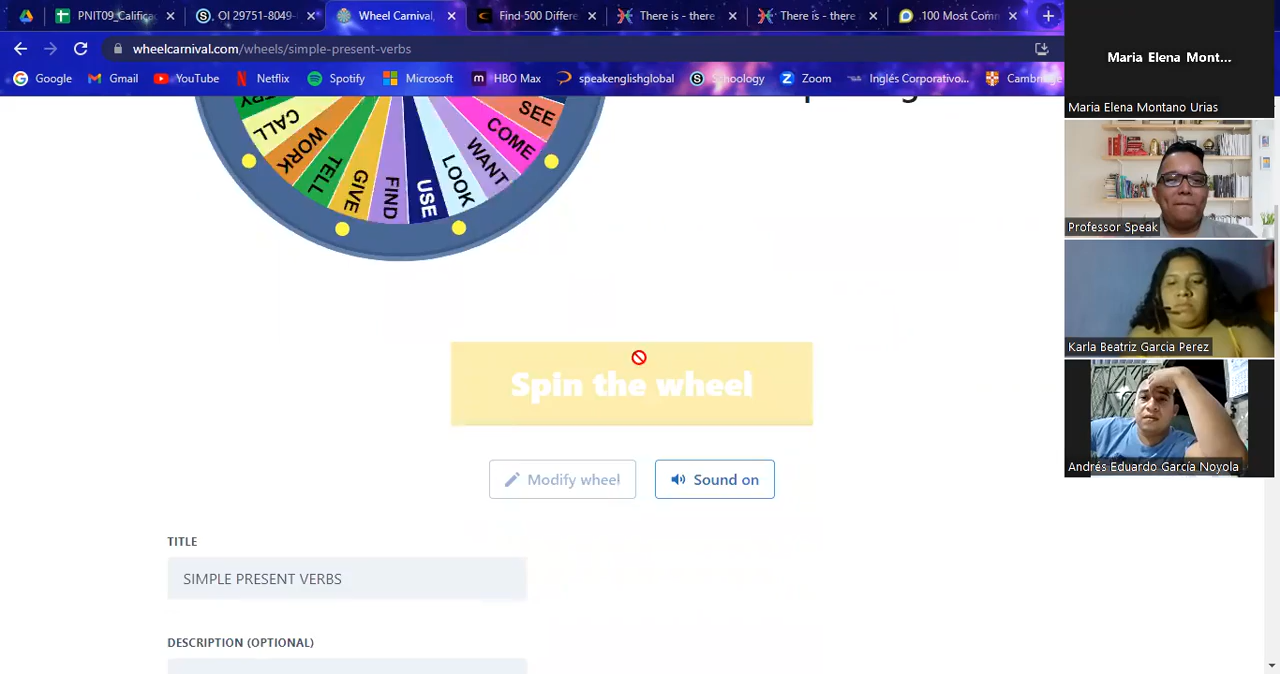 PNIT09_Califica
OI 29751-8049-
Wheel Carnival,
Find 500 Differe
There is - there
There is - there
100 Most Comm
wheelcarnival.com/wheels/simple-present-verbs
Google
Gmail
YouTube
Netflix
Spotify
Microsoft
HBO Max
speakenglishglobal
Schoology
Zoom
Inglés Corporativo...
Cambridge
CALL
WORK
TELL
GIVE
FIND
USE
LOOK
WANT
COME
SEE
Spin the wheel
Modify wheel
Sound on
TITLE
SIMPLE PRESENT VERBS
DESCRIPTION (OPTIONAL)
Maria Elena Mont...
Maria Elena Montano Urias
Professor Speak
Karla Beatriz Garcia Perez
Andrés Eduardo García Noyola